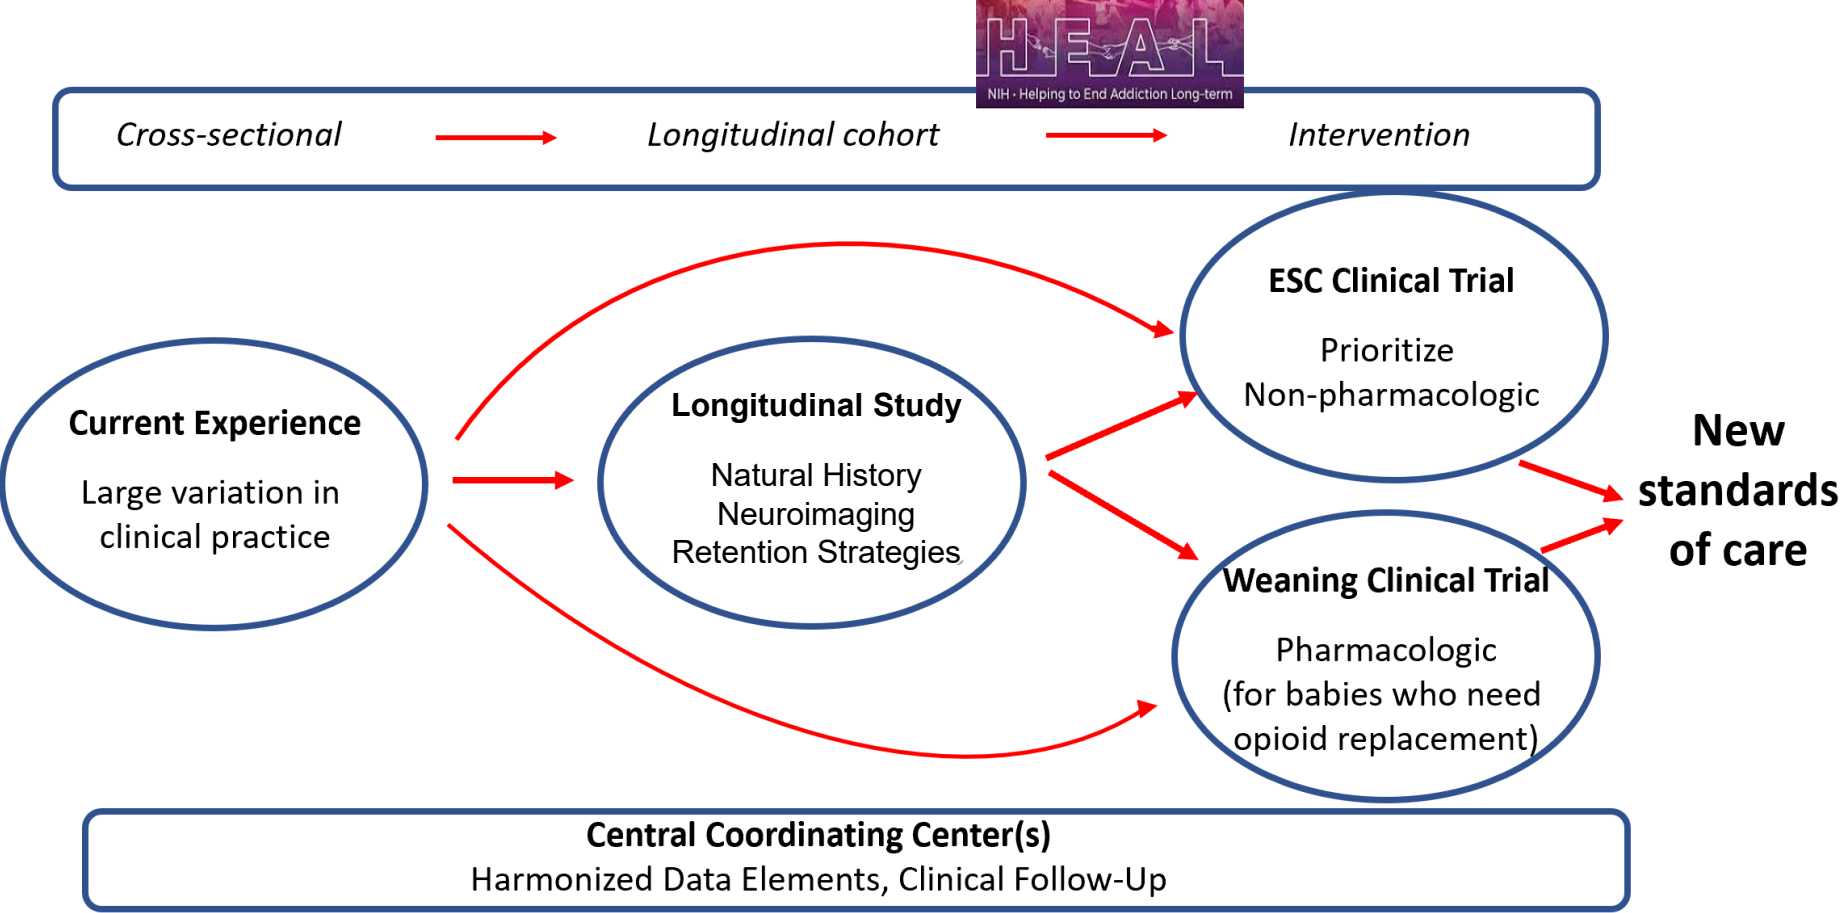 HEAL
NIH · Helping to End Addiction Long-term
Cross-sectional
Longitudinal cohort
Intervention
Current Experience
Large variation in
clinical practice
Longitudinal Study
Natural History
Neuroimaging
Retention Strategies
ESC Clinical Trial
Prioritize
Non-pharmacologic
Weaning Clinical Trial
Pharmacologic
(for babies who need
opioid replacement)
New
standards
of care
Central Coordinating Center(s)
Harmonized Data Elements, Clinical Follow-Up